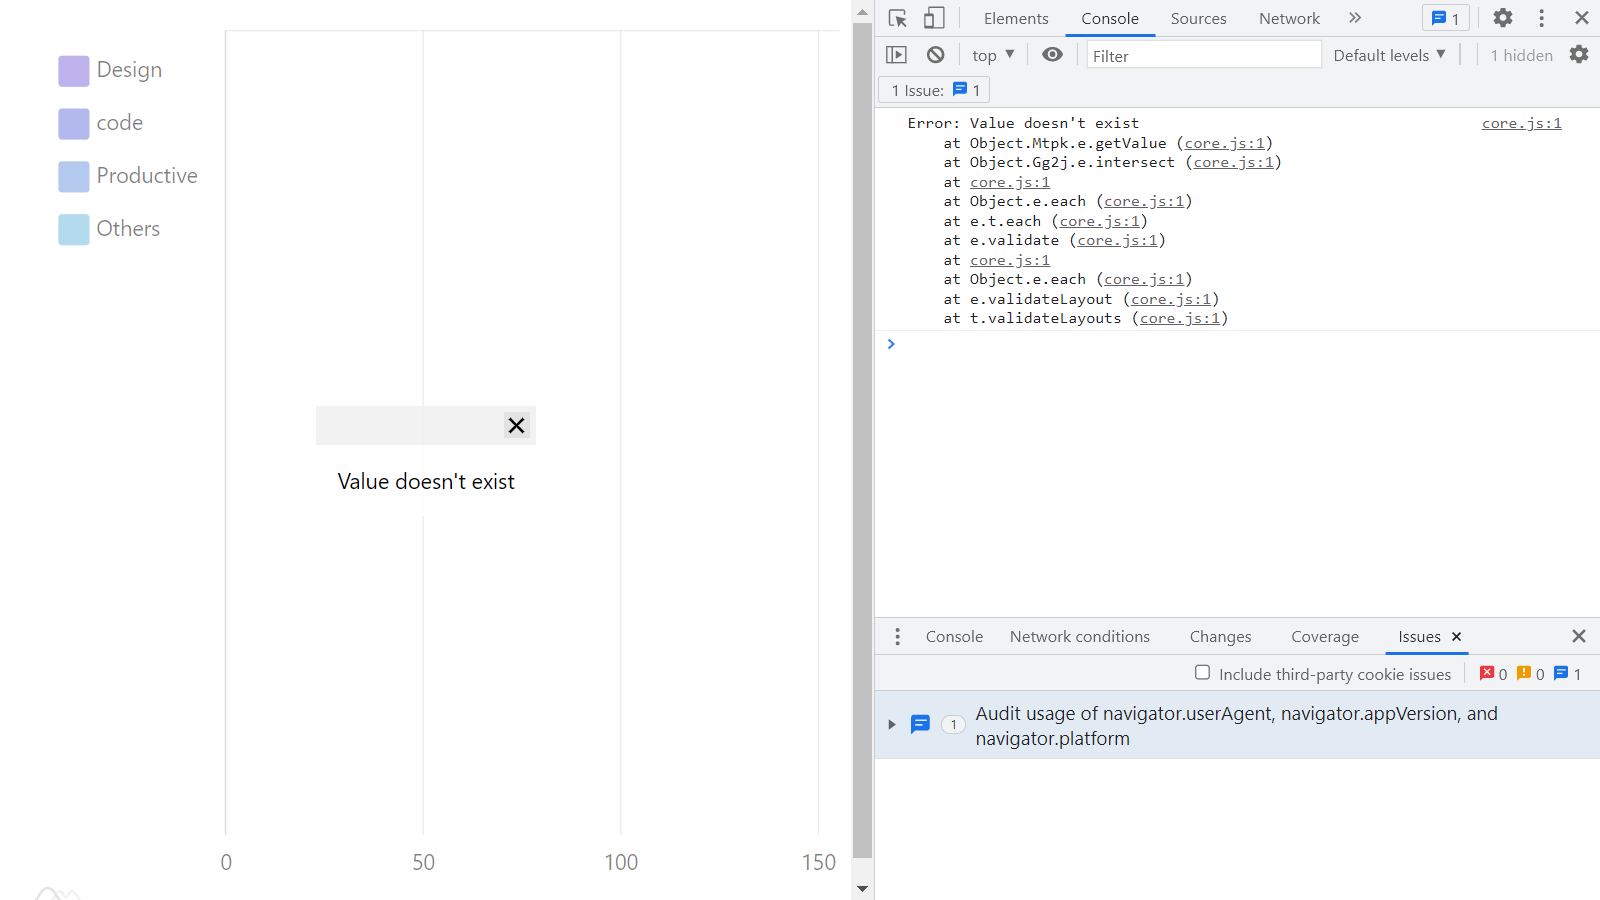 Design
code
Productive
Others
Value doesn't exist
0 50 100 150
Elements Console Sources Network 1
top Filter Default levels 1 hidden
1 Issue: 1
Error: Value doesn't exist core.js:1
at Object.Mtpk.e.getValue (core.js:1)
at Object.Gg2j.e.intersect (core.js:1)
at core.js:1
at Object.e.each (core.js:1)
at e.t.each (core.js:1)
at e.validate (core.js:1)
at core.js:1
at Object.e.each (core.js:1)
at e.validateLayout (core.js:1)
at t.validateLayouts (core.js:1)
Console Network conditions Changes Coverage Issues
Include third-party cookie issues 0 0 1
1 Audit usage of navigator.userAgent, navigator.appVersion, and
navigator.platform